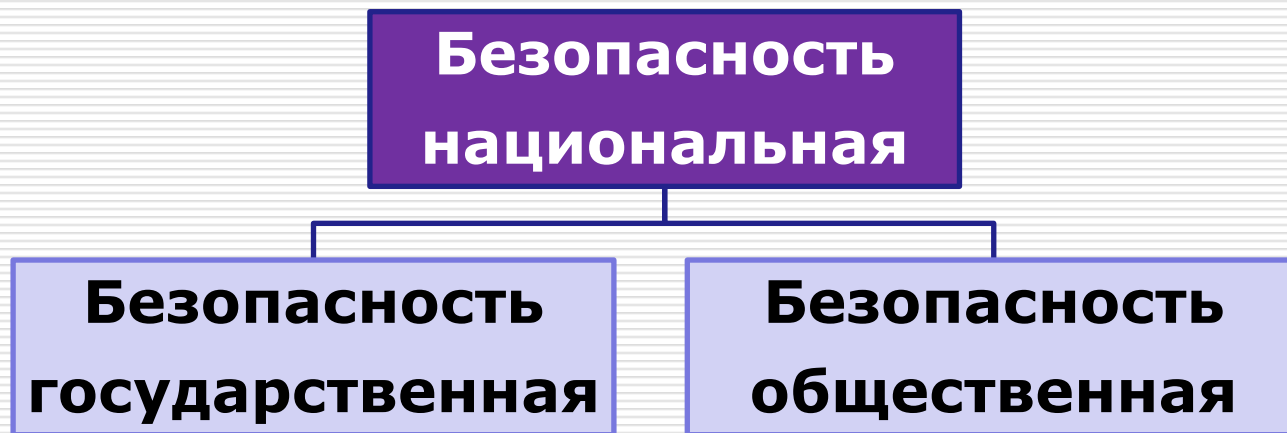 Безопасность
национальная
Безопасность
государственная
Безопасность
общественная